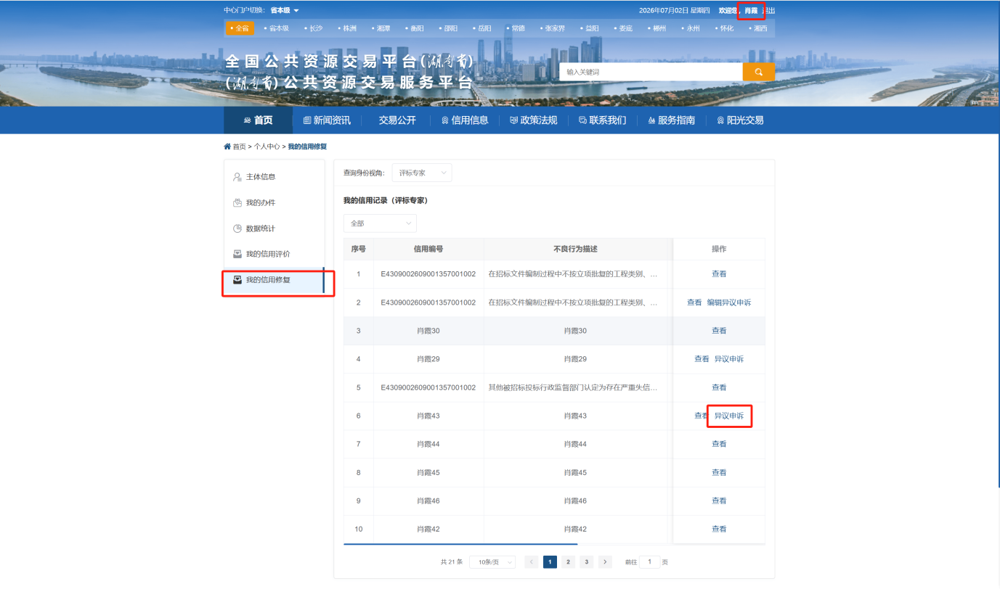 中心门户切换: 省本级
2026年07月02日 星期四 欢迎您, 肖霞 退出
• 全省 • 省本级 • 长沙 • 株洲 • 湘潭 • 衡阳 • 邵阳 • 岳阳 • 常德 • 张家界 • 益阳 • 娄底 • 郴州 • 永州 • 怀化 • 湘西
全国公共资源交易平台(湖南省)
(湖南省)公共资源交易服务平台
输入关键词
首页 新闻资讯 交易公开 信用信息 政策法规 联系我们 服务指南 阳光交易
首页 > 个人中心 > 我的信用修复
主体信息
我的办件
数据统计
我的信用评价
我的信用修复
查询身份视角: 评标专家
我的信用记录（评标专家）
全部
序号 信用编号 不良行为描述 操作
1 E4309002609001357001002 在招标文件编制过程中不按立项批复的工程类别、... 查看
2 E4309002609001357001002 在招标文件编制过程中不按立项批复的工程类别、... 查看 编辑异议申诉
3 肖霞30 肖霞30 查看
4 肖霞29 肖霞29 查看 异议申诉
5 E4309002609001357001002 其他被招标投标行政监督部门认定为存在严重失信... 查看
6 肖霞43 肖霞43 查看 异议申诉
7 肖霞44 肖霞44 查看
8 肖霞45 肖霞45 查看
9 肖霞46 肖霞46 查看
10 肖霞42 肖霞42 查看
共 21 条 10条/页 < 1 2 3 > 前往 1 页